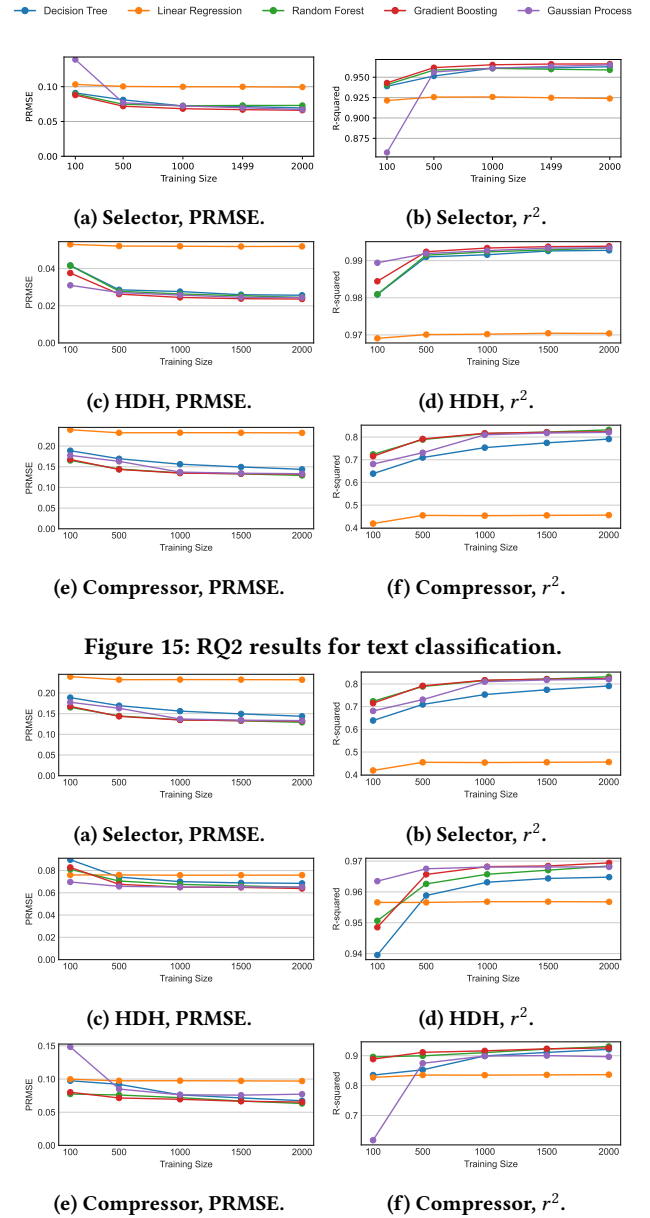 Decision Tree Linear Regression Random Forest Gradient Boosting Gaussian Process
PRMSE
0.10
0.05
0.00
100 500 1000 1499 2000
Training Size
R-squared
0.950
0.925
0.900
0.875
100 500 1000 1499 2000
Training Size
(a) Selector, PRMSE.
(b) Selector, r².
PRMSE
0.04
0.02
0.00
100 500 1000 1500 2000
Training Size
R-squared
0.99
0.98
0.97
100 500 1000 1500 2000
Training Size
(c) HDH, PRMSE.
(d) HDH, r².
PRMSE
0.20
0.15
0.10
0.05
0.00
100 500 1000 1500 2000
Training Size
R-squared
0.8
0.7
0.6
0.5
0.4
100 500 1000 1500 2000
Training Size
(e) Compressor, PRMSE.
(f) Compressor, r².
Figure 15: RQ2 results for text classification.
PRMSE
0.20
0.15
0.10
0.05
0.00
100 500 1000 1500 2000
Training Size
R-squared
0.8
0.7
0.6
0.5
0.4
100 500 1000 1500 2000
Training Size
(a) Selector, PRMSE.
(b) Selector, r².
PRMSE
0.08
0.06
0.04
0.02
0.00
100 500 1000 1500 2000
Training Size
R-squared
0.97
0.96
0.95
0.94
100 500 1000 1500 2000
Training Size
(c) HDH, PRMSE.
(d) HDH, r².
PRMSE
0.15
0.10
0.05
0.00
100 500 1000 1500 2000
Training Size
R-squared
0.9
0.8
0.7
100 500 1000 1500 2000
Training Size
(e) Compressor, PRMSE.
(f) Compressor, r².